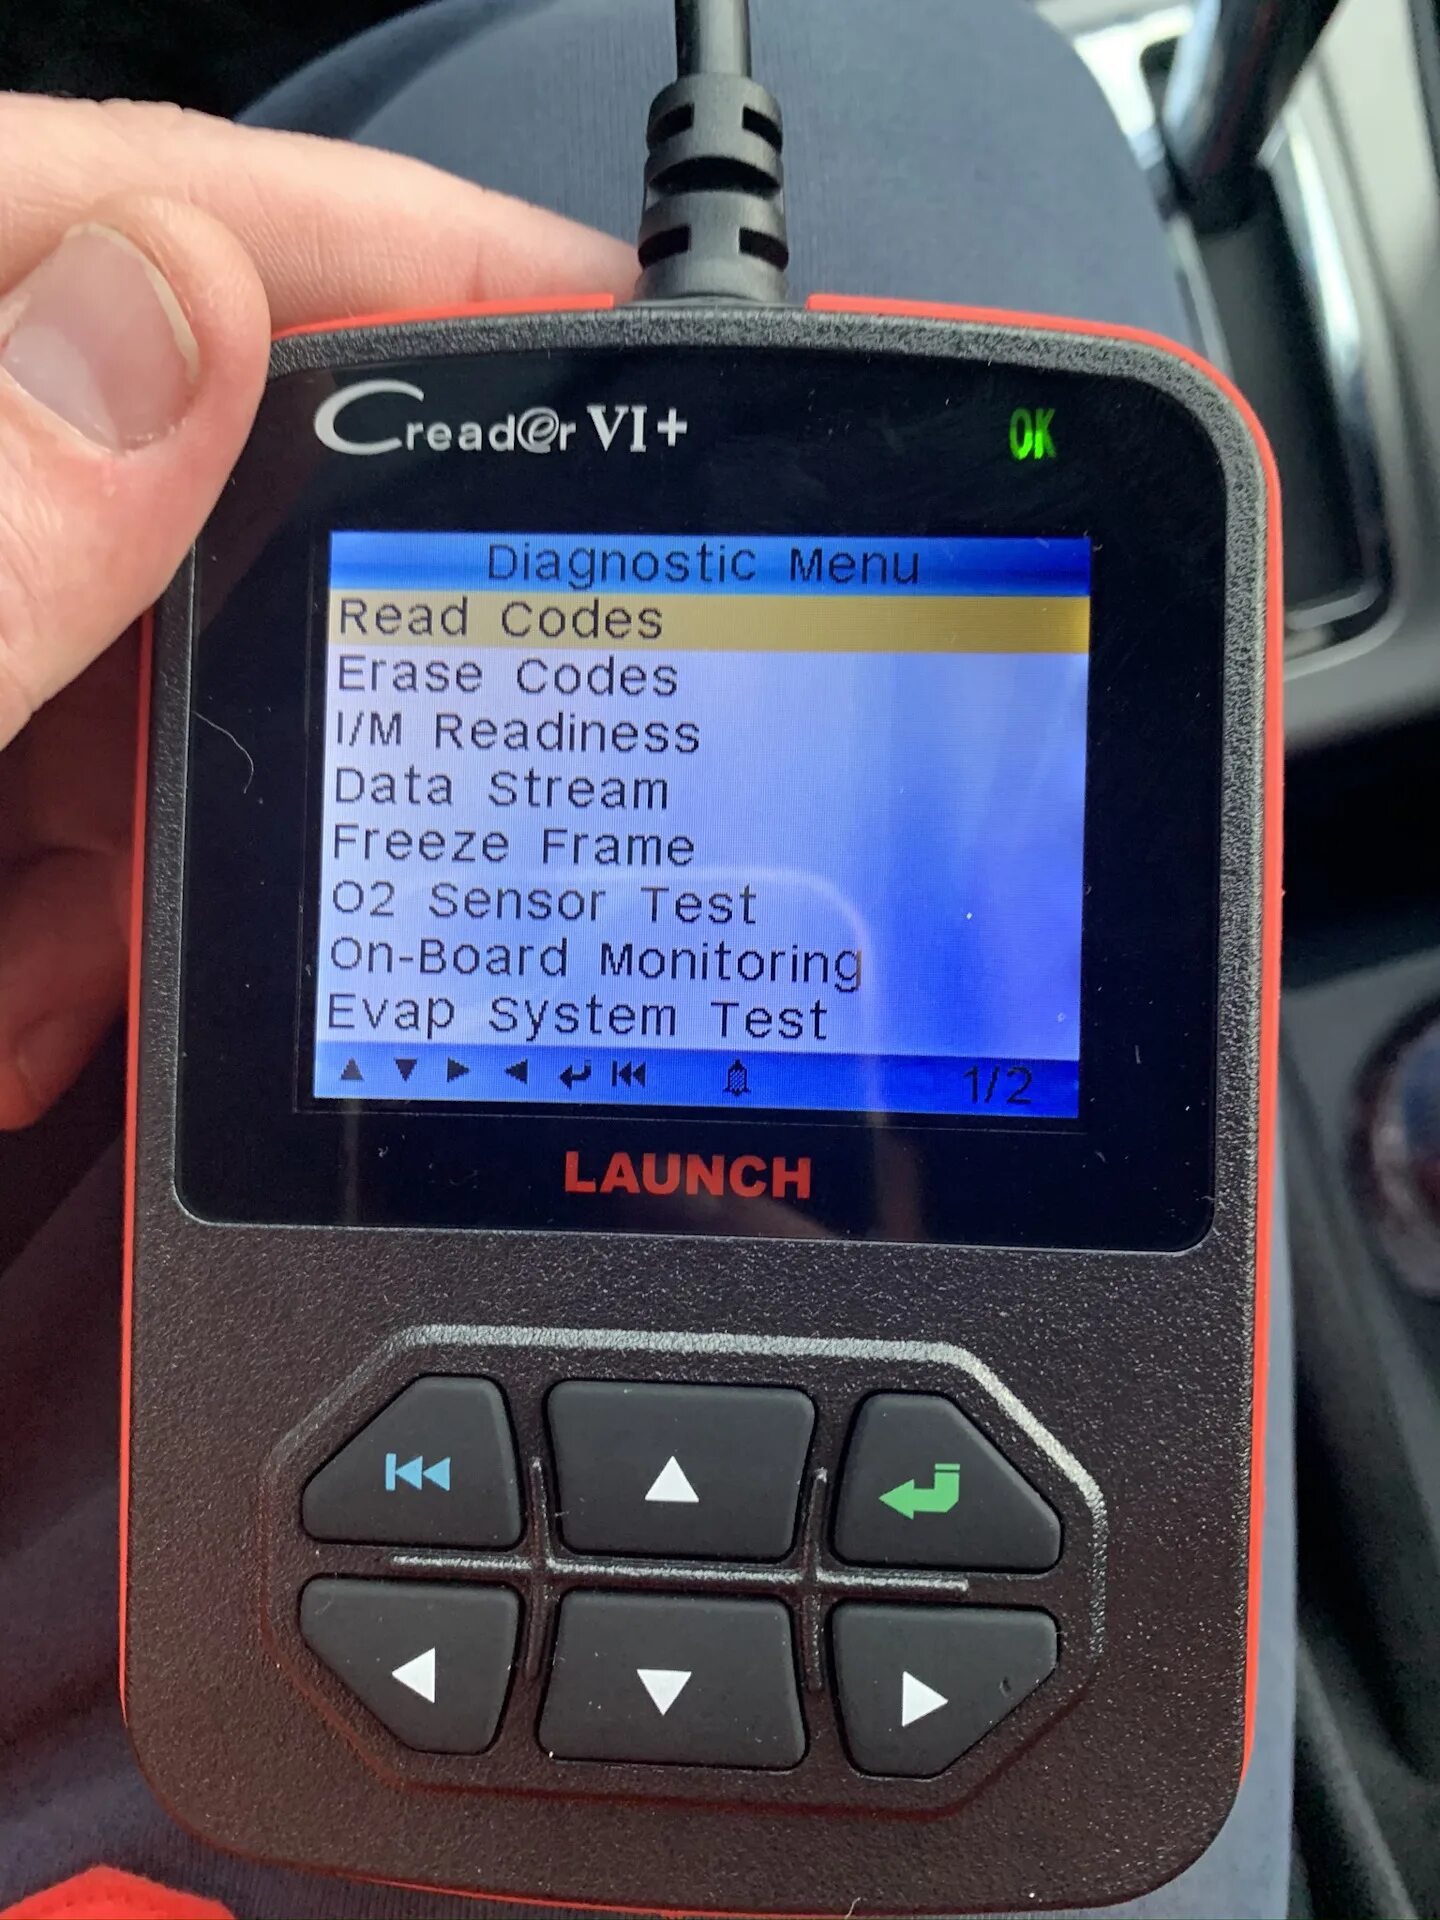 Cread@r VI+
OK
Diagnostic Menu
Read Codes
Erase Codes
I/M Readiness
Data Stream
Freeze Frame
O2 Sensor Test
On-Board Monitoring
Evap System Test
1/2
LAUNCH